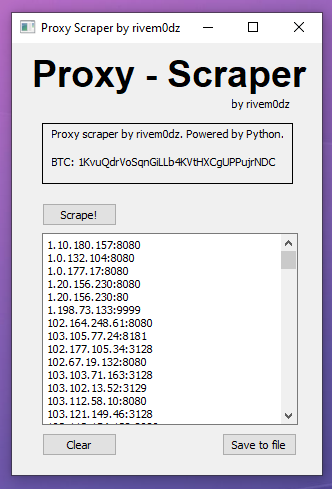 Proxy Scraper by rivem0dz
Proxy - Scraper
by rivem0dz
Proxy scraper by rivem0dz. Powered by Python.
BTC: 1KvuQdrVoSqnGiLLb4KVtHXCgUPPujrNDC
Scrape!
1.10.180.157:8080
1.0.132.104:8080
1.0.177.17:8080
1.20.156.230:8080
1.20.156.230:80
1.198.73.133:9999
102.164.248.61:8080
103.105.77.24:8181
102.177.105.34:3128
102.67.19.132:8080
103.103.71.163:3128
103.102.13.52:3129
103.112.58.10:8080
103.121.149.46:3128
Clear
Save to file